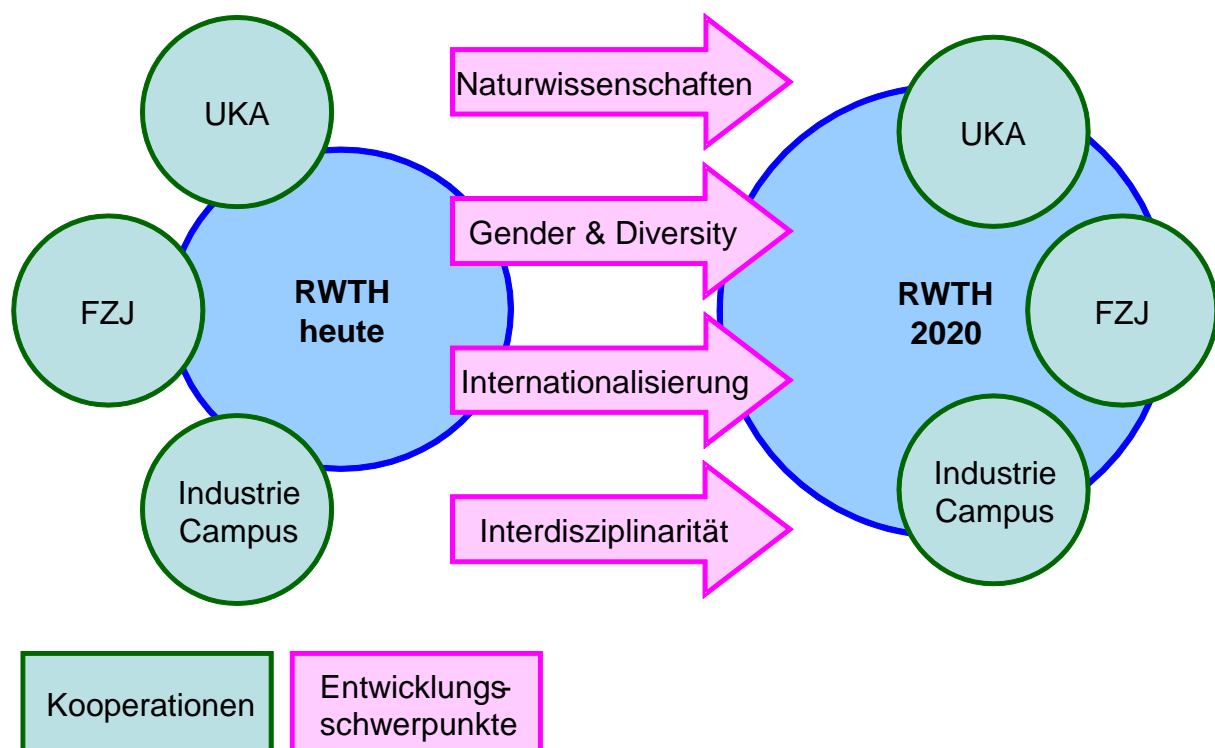 UKA
FZJ
RWTH
heute
Industrie
Campus
Naturwissenschaften
Gender & Diversity
Internationalisierung
Interdisziplinarität
UKA
RWTH
2020
FZJ
Industrie
Campus
Kooperationen
Entwicklungs-
schwerpunkte